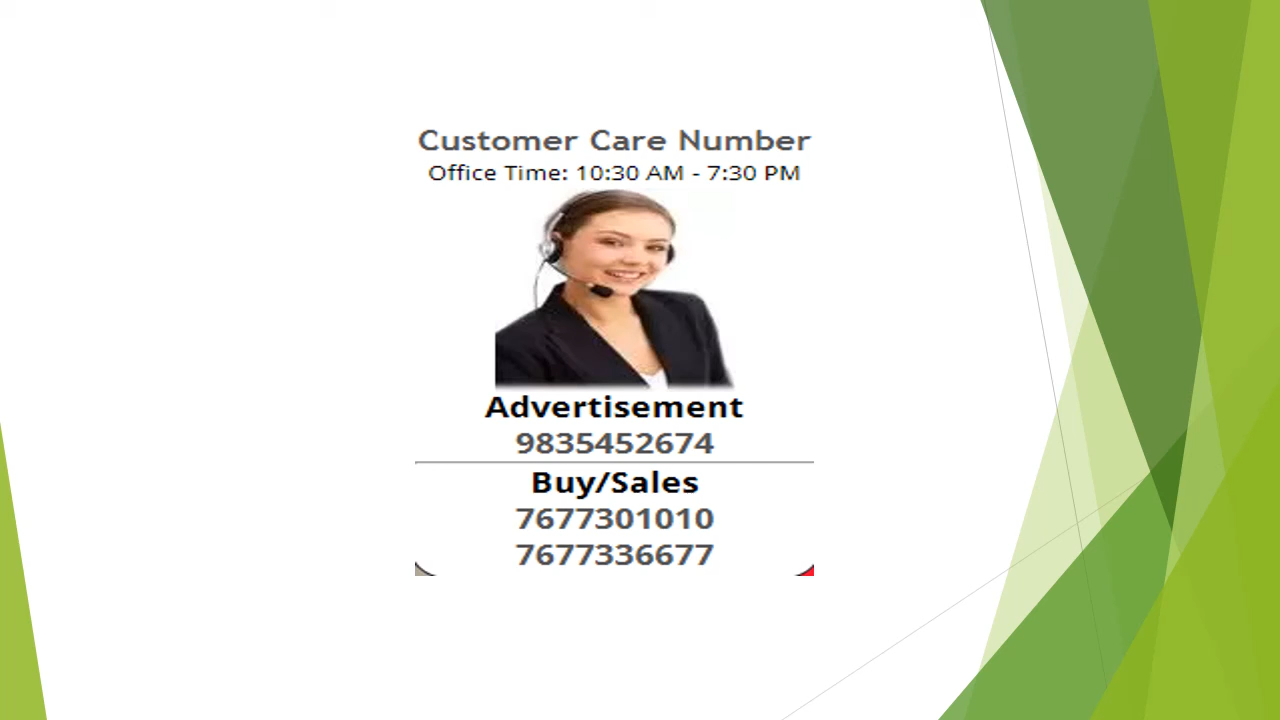 Customer Care Number
Office Time: 10:30 AM - 7:30 PM
Advertisement
9835452674
Buy/Sales
7677301010
7677336677